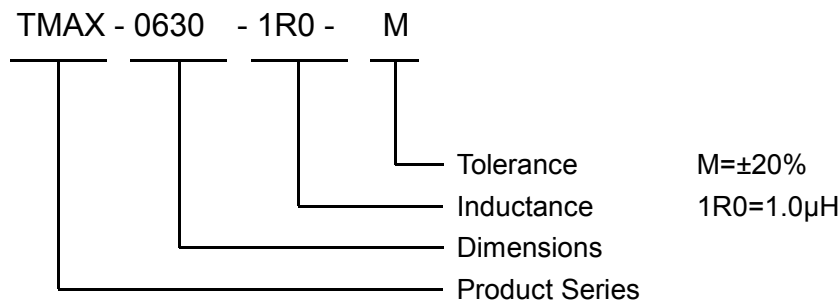 TMAX - 0630 - 1R0 - M
Tolerance M=±20%
Inductance 1R0=1.0µH
Dimensions
Product Series